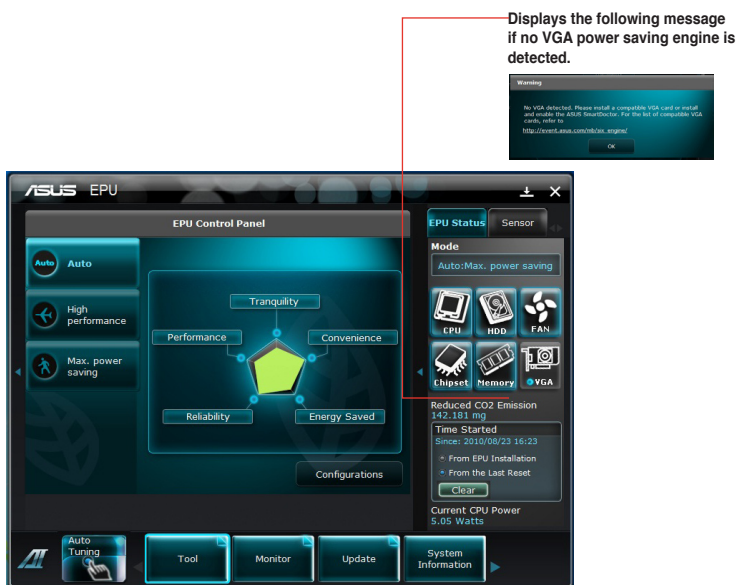 Displays the following message
if no VGA power saving engine is
detected.
Warning
No VGA detected. Please install a compatible VGA card or install
and enable the ASUS SmartDoctor. For the list of compatible VGA
cards, refer to
http://event.asus.com/mb/six_engine/
OK
ASUS EPU
EPU Control Panel
Auto Auto
High
performance
Max. power
saving
Tranquility
Performance
Convenience
Reliability
Energy Saved
Configurations
EPU Status
Sensor
Mode
Auto:Max. power saving
CPU
HDD
FAN
Chipset
Memory
VGA
Reduced CO2 Emission
142.181 mg
Time Started
Since: 2010/08/23 16:23
From EPU Installation
From the Last Reset
Clear
Current CPU Power
5.05 Watts
AI
Auto
Tuning
Tool
Monitor
Update
System
Information